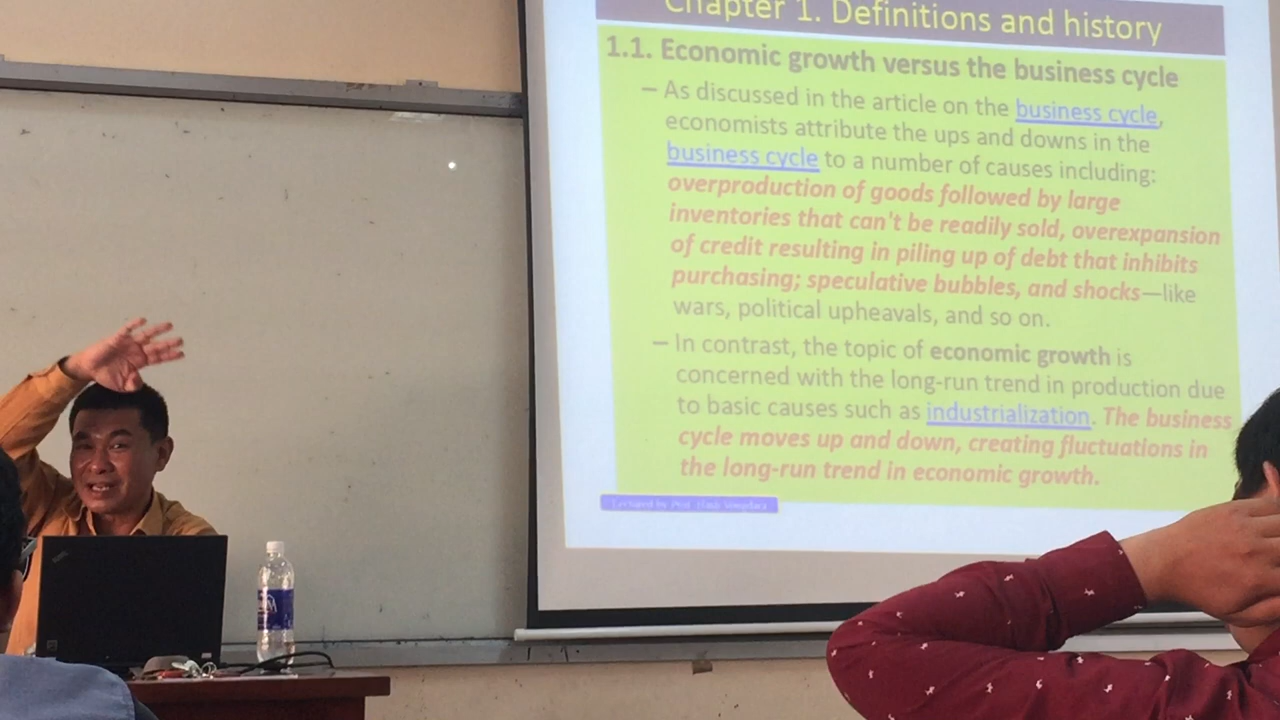 Chapter 1. Definitions and history
1.1. Economic growth versus the business cycle
– As discussed in the article on the business cycle,
economists attribute the ups and downs in the
business cycle to a number of causes including:
overproduction of goods followed by large
inventories that can't be readily sold, overexpansion
of credit resulting in piling up of debt that inhibits
purchasing; speculative bubbles, and shocks—like
wars, political upheavals, and so on.
– In contrast, the topic of economic growth is
concerned with the long-run trend in production due
to basic causes such as industrialization. The business
cycle moves up and down, creating fluctuations in
the long-run trend in economic growth.
by Prof.